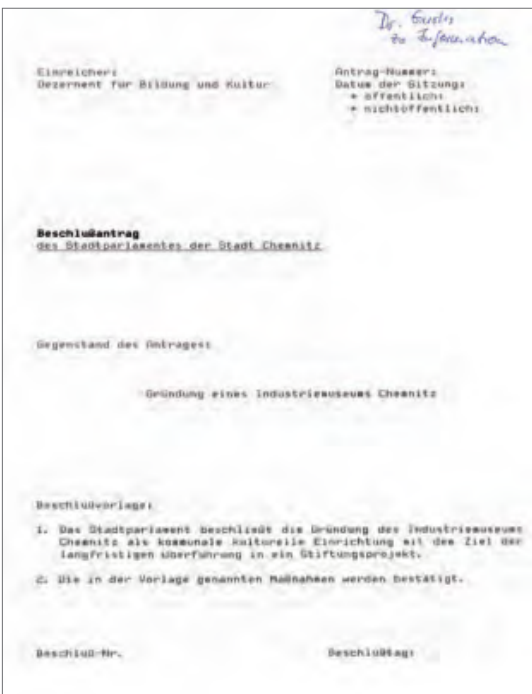 Dr.
zu Information
Einreicher:
Dezernent für Bildung und Kultur
Antrag-Nummer:
Datum der Sitzung:
* öffentlich:
* nichtöffentlich:
Beschlußantrag
des Stadtparlamentes der Stadt Chemnitz
Gegenstand des Antrages:
Gründung eines Industriemuseums Chemnitz
Beschlußvorlage:
1. Das Stadtparlament beschließt die Gründung des Industriemuseums
Chemnitz als kommunale kulturelle Einrichtung mit dem Ziel der
langfristigen Überführung in ein Stiftungsprojekt.
2. Die in der Vorlage genannten Maßnahmen werden bestätigt.
Beschluß-Nr.
Beschlußtag: